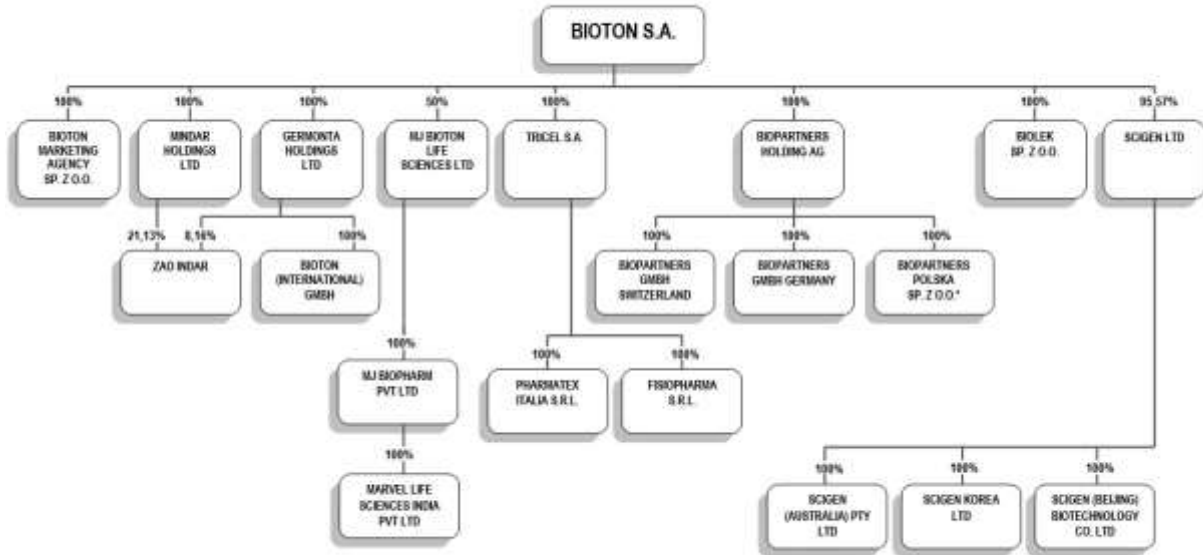 BIOTON S.A.
100%
100%
100%
50%
100%
100%
100%
95,57%
BIOTON
MARKETING
AGENCY
SP. Z O.O.
MINDAR
HOLDINGS
LTD
GERMONTA
HOLDINGS
LTD
MJ BIOTON
LIFE
SCIENCES LTD
TRICEL S.A
BIOPARTNERS
HOLDING AG
BIOLEK
SP. Z O.O.
SCIGEN LTD
21,13%
8,16%
100%
100%
100%
100%
ZAO INDAR
BIOTON
(INTERNATIONAL)
GMBH
BIOPARTNERS
GMBH
SWITZERLAND
BIOPARTNERS
GMBH GERMANY
BIOPARTNERS
POLSKA
SP. Z O.O.*
100%
100%
100%
MJ BIOPHARM
PVT LTD
PHARMATEX
ITALIA S.R.L.
FISIOPHARMA
S.R.L.
100%
100%
100%
100%
MARVEL LIFE
SCIENCES INDIA
PVT LTD
SCIGEN
(AUSTRALIA) PTY
LTD
SCIGEN KOREA
LTD
SCIGEN (BEIJING)
BIOTECHNOLOGY
CO. LTD